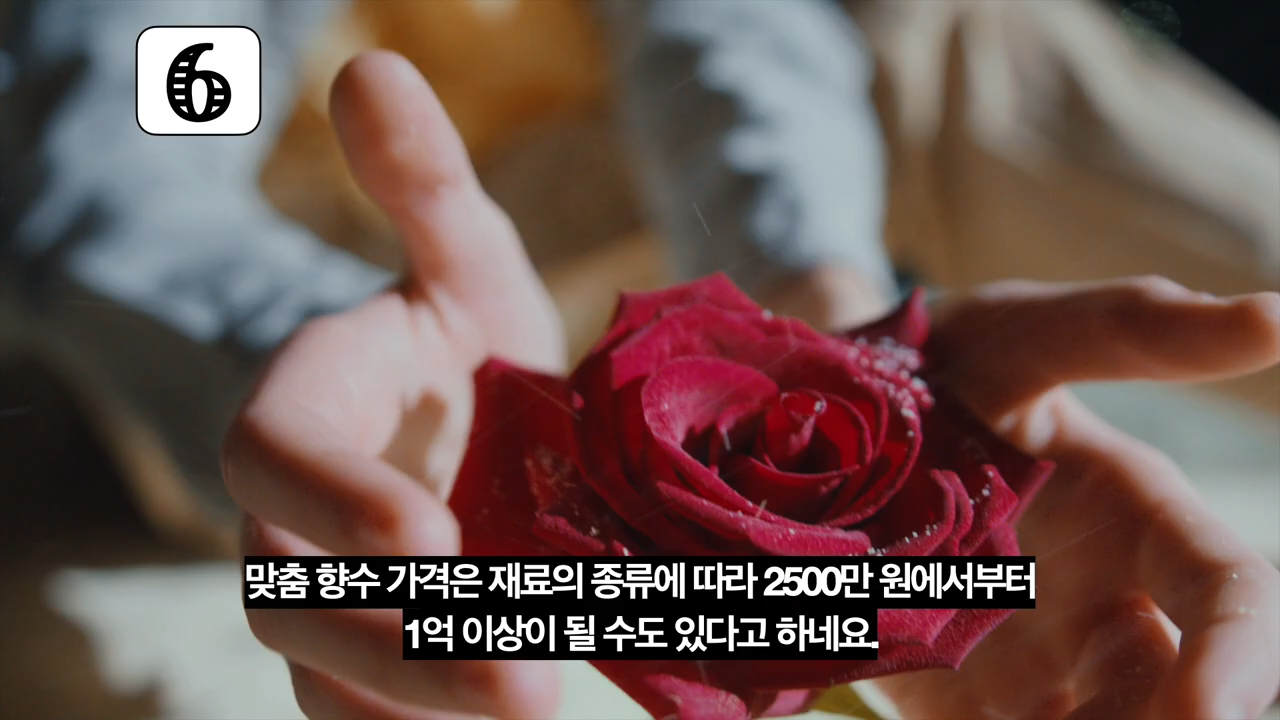 6
맞춤 향수 가격은 재료의 종류에 따라 2500만 원에서부터
1억 이상이 될 수도 있다고 하네요.